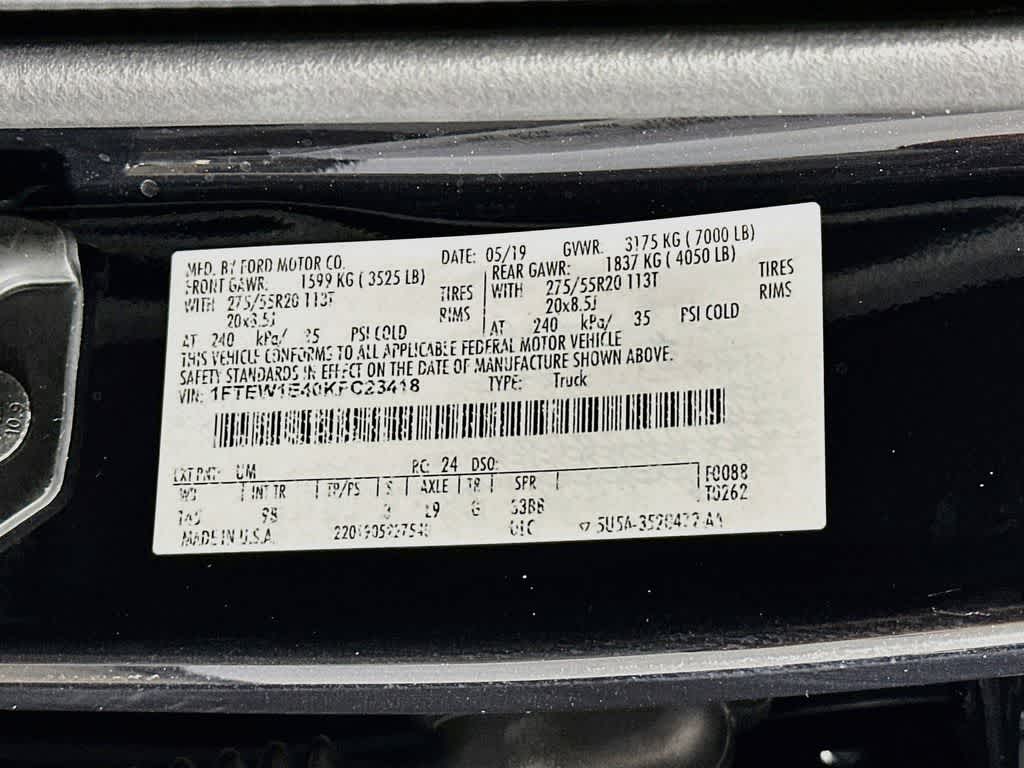 MFD. BY FORD MOTOR CO. DATE: 05/19 GVWR: 3175 KG ( 7000 LB)
FRONT GAWR: 1599 KG ( 3525 LB) REAR GAWR: 1837 KG ( 4050 LB)
WITH 275/55R20 113T TIRES WITH 275/55R20 113T TIRES
20x8.5J RIMS 20x8.5J RIMS
AT 240 kPa/ 35 PSI COLD AT 240 kPa/ 35 PSI COLD
THIS VEHICLE CONFORMS TO ALL APPLICABLE FEDERAL MOTOR VEHICLE
SAFETY STANDARDS IN EFFECT ON THE DATE OF MANUFACTURE SHOWN ABOVE.
VIN: 1FTEW1E40KFC23418 TYPE: Truck
EXT PNT: UM RC: 24 DSO: F0088
WB INT TR TP/PS S AXLE TR SPR T0262
145 98 3 L9 G
MADE IN U.S.A.
10.9